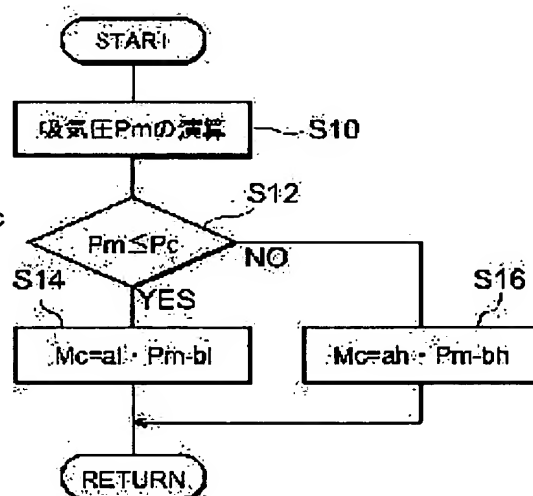 START
吸気圧Pmの演算
S10
S12
c
Pm≦Pc
NO
S14
YES
S16
Mc=al・Pm-bl
Mc=ah・Pm-bh
RETURN